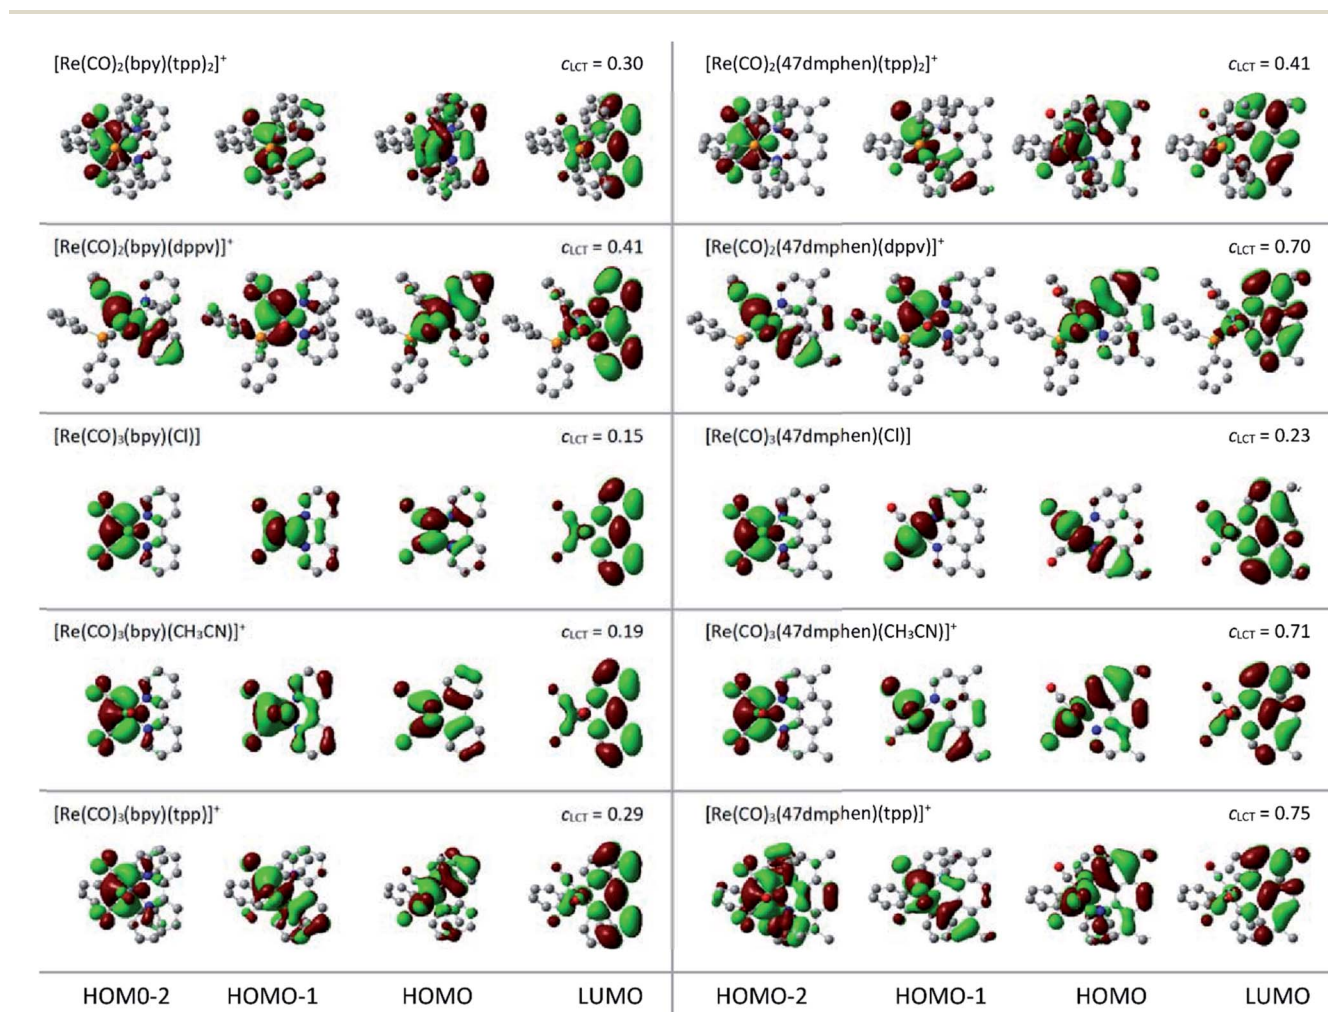 [Re(CO)₂(bpy)(tpp)₂]⁺ cLCT = 0.30 [Re(CO)₂(47dmphen)(tpp)₂]⁺ cLCT = 0.41
[Re(CO)₂(bpy)(dppv)]⁺ cLCT = 0.41 [Re(CO)₂(47dmphen)(dppv)]⁺ cLCT = 0.70
[Re(CO)₃(bpy)(Cl)] cLCT = 0.15 [Re(CO)₃(47dmphen)(Cl)] cLCT = 0.23
[Re(CO)₃(bpy)(CH₃CN)]⁺ cLCT = 0.19 [Re(CO)₃(47dmphen)(CH₃CN)]⁺ cLCT = 0.71
[Re(CO)₃(bpy)(tpp)]⁺ cLCT = 0.29 [Re(CO)₃(47dmphen)(tpp)]⁺ cLCT = 0.75
HOM0-2 HOMO-1 HOMO LUMO HOMO-2 HOMO-1 HOMO LUMO